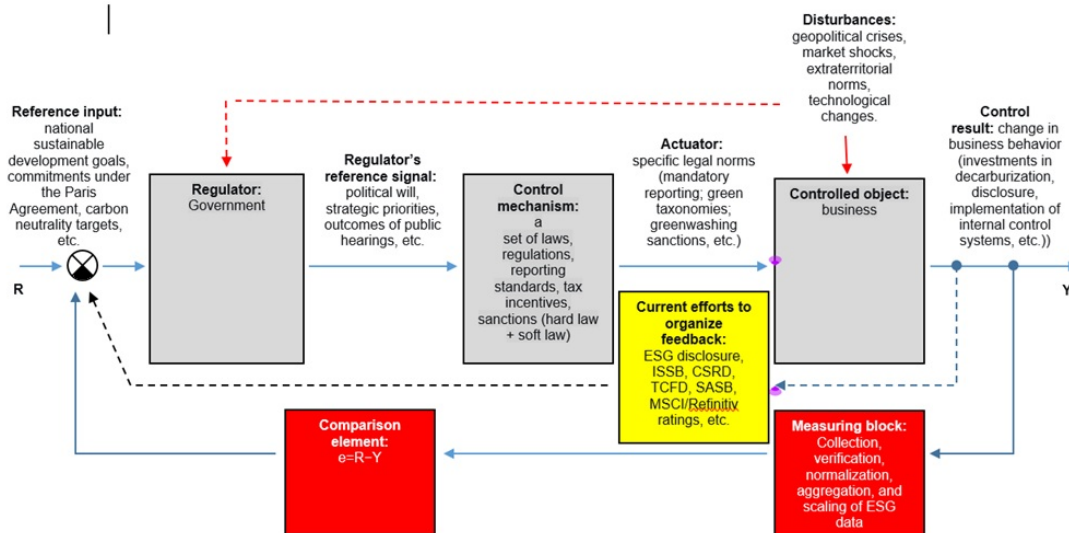 Disturbances:
geopolitical crises,
market shocks,
extraterritorial
norms,
technological
changes.
Reference input:
national
sustainable
development goals,
commitments under
the Paris
Agreement, carbon
neutrality targets,
etc.
R
Regulator:
Government
Regulator's
reference signal:
political will,
strategic priorities,
outcomes of public
hearings, etc.
Control
mechanism:
a
set of laws,
regulations,
reporting
standards, tax
incentives,
sanctions (hard law
+ soft law)
Actuator:
specific legal norms
(mandatory
reporting; green
taxonomies;
greenwashing
sanctions, etc.)
Controlled object:
business
Control
result: change in
business behavior
(investments in
decarburization,
disclosure,
implementation of
internal control
systems, etc.))
Y
Current efforts to
organize
feedback:
ESG disclosure,
ISSB, CSRD,
TCFD, SASB,
MSCI/Refinitiv
ratings, etc.
Comparison
element:
e=R−Y
Measuring block:
Collection,
verification,
normalization,
aggregation, and
scaling of ESG
data